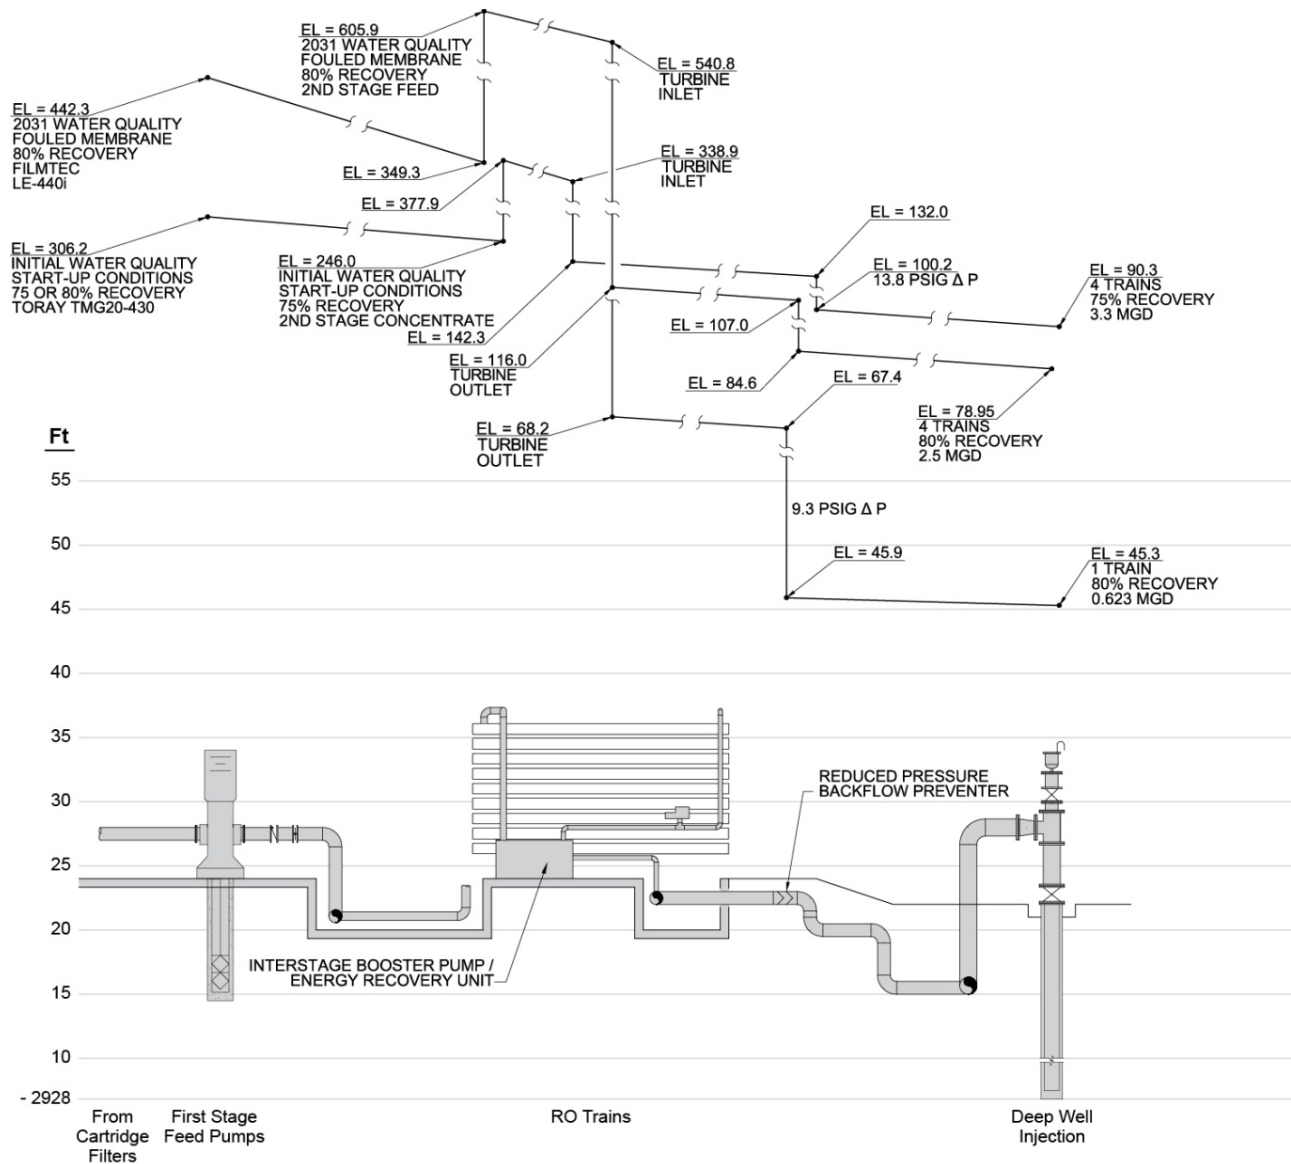 EL = 605.9
2031 WATER QUALITY
FOULED MEMBRANE
80% RECOVERY
2ND STAGE FEED
EL = 540.8
TURBINE
INLET
EL = 442.3
2031 WATER QUALITY
FOULED MEMBRANE
80% RECOVERY
FILMTEC
LE-440i
EL = 349.3
EL = 338.9
TURBINE
INLET
EL = 377.9
EL = 306.2
INITIAL WATER QUALITY
START-UP CONDITIONS
75 OR 80% RECOVERY
TORAY TMG20-430
EL = 246.0
INITIAL WATER QUALITY
START-UP CONDITIONS
75% RECOVERY
2ND STAGE CONCENTRATE
EL = 142.3
EL = 132.0
EL = 100.2
13.8 PSIG Δ P
EL = 90.3
4 TRAINS
75% RECOVERY
3.3 MGD
EL = 116.0
TURBINE
OUTLET
EL = 107.0
EL = 84.6
EL = 67.4
EL = 78.95
4 TRAINS
80% RECOVERY
2.5 MGD
EL = 68.2
TURBINE
OUTLET
Ft
55
9.3 PSIG Δ P
50
EL = 45.9
EL = 45.3
1 TRAIN
80% RECOVERY
0.623 MGD
45
40
35
REDUCED PRESSURE
BACKFLOW PREVENTER
30
25
20
INTERSTAGE BOOSTER PUMP /
ENERGY RECOVERY UNIT
15
10
- 2928
From
Cartridge
Filters
First Stage
Feed Pumps
RO Trains
Deep Well
Injection